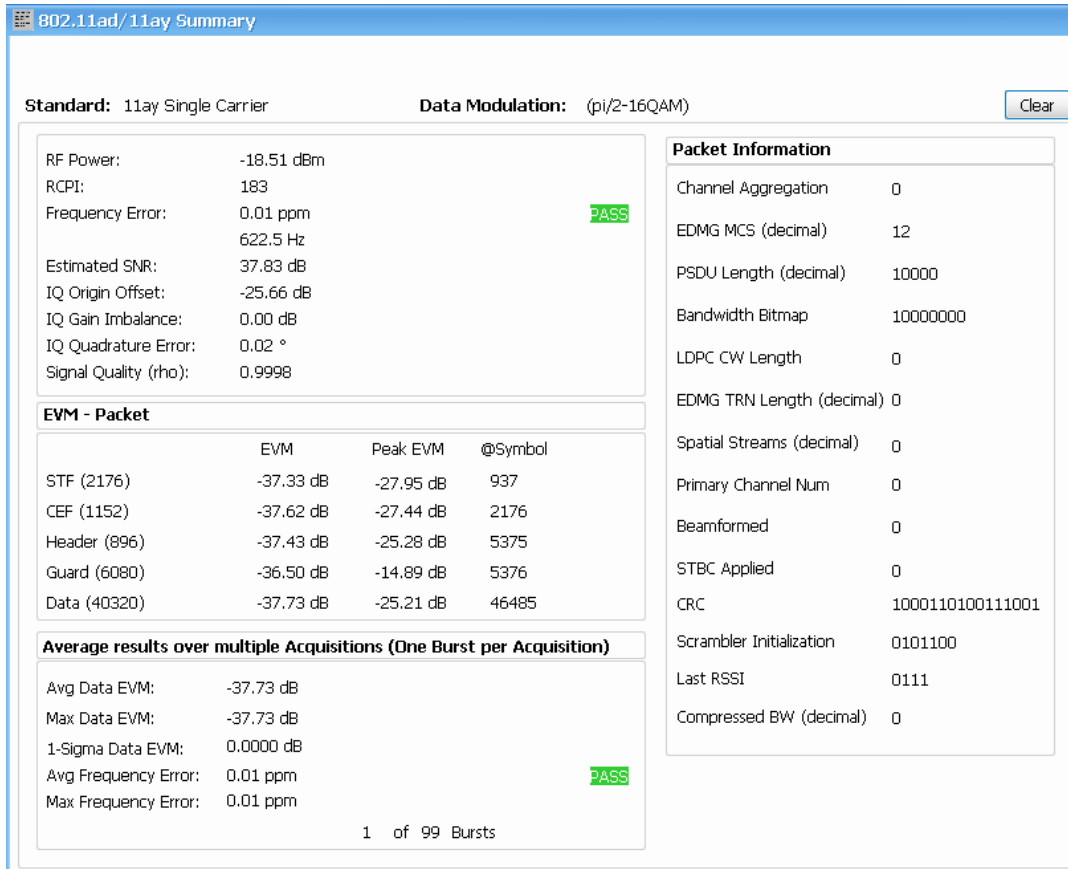 802.11ad/11ay Summary
Standard: 11ay Single Carrier Data Modulation: (pi/2-16QAM) Clear
RF Power: -18.51 dBm
RCPI: 183
Frequency Error: 0.01 ppm PASS
622.5 Hz
Estimated SNR: 37.83 dB
IQ Origin Offset: -25.66 dB
IQ Gain Imbalance: 0.00 dB
IQ Quadrature Error: 0.02 °
Signal Quality (rho): 0.9998
EVM - Packet
EVM Peak EVM @Symbol
STF (2176) -37.33 dB -27.95 dB 937
CEF (1152) -37.62 dB -27.44 dB 2176
Header (896) -37.43 dB -25.28 dB 5375
Guard (6080) -36.50 dB -14.89 dB 5376
Data (40320) -37.73 dB -25.21 dB 46485
Average results over multiple Acquisitions (One Burst per Acquisition)
Avg Data EVM: -37.73 dB
Max Data EVM: -37.73 dB
1-Sigma Data EVM: 0.0000 dB
Avg Frequency Error: 0.01 ppm PASS
Max Frequency Error: 0.01 ppm
1 of 99 Bursts
Packet Information
Channel Aggregation 0
EDMG MCS (decimal) 12
PSDU Length (decimal) 10000
Bandwidth Bitmap 10000000
LDPC CW Length 0
EDMG TRN Length (decimal) 0
Spatial Streams (decimal) 0
Primary Channel Num 0
Beamformed 0
STBC Applied 0
CRC 1000110100111001
Scrambler Initialization 0101100
Last RSSI 0111
Compressed BW (decimal) 0